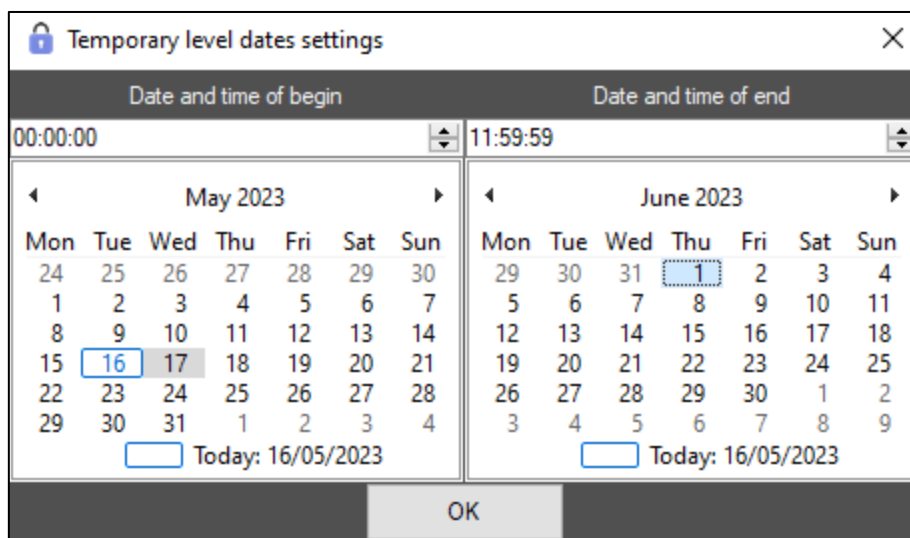 Temporary level dates settings
Date and time of begin
Date and time of end
00:00:00
11:59:59
May 2023
Mon Tue Wed Thu Fri Sat Sun
24 25 26 27 28 29 30
1 2 3 4 5 6 7
8 9 10 11 12 13 14
15 16 17 18 19 20 21
22 23 24 25 26 27 28
29 30 31 1 2 3 4
Today: 16/05/2023
June 2023
Mon Tue Wed Thu Fri Sat Sun
29 30 31 1 2 3 4
5 6 7 8 9 10 11
12 13 14 15 16 17 18
19 20 21 22 23 24 25
26 27 28 29 30 1 2
3 4 5 6 7 8 9
Today: 16/05/2023
OK